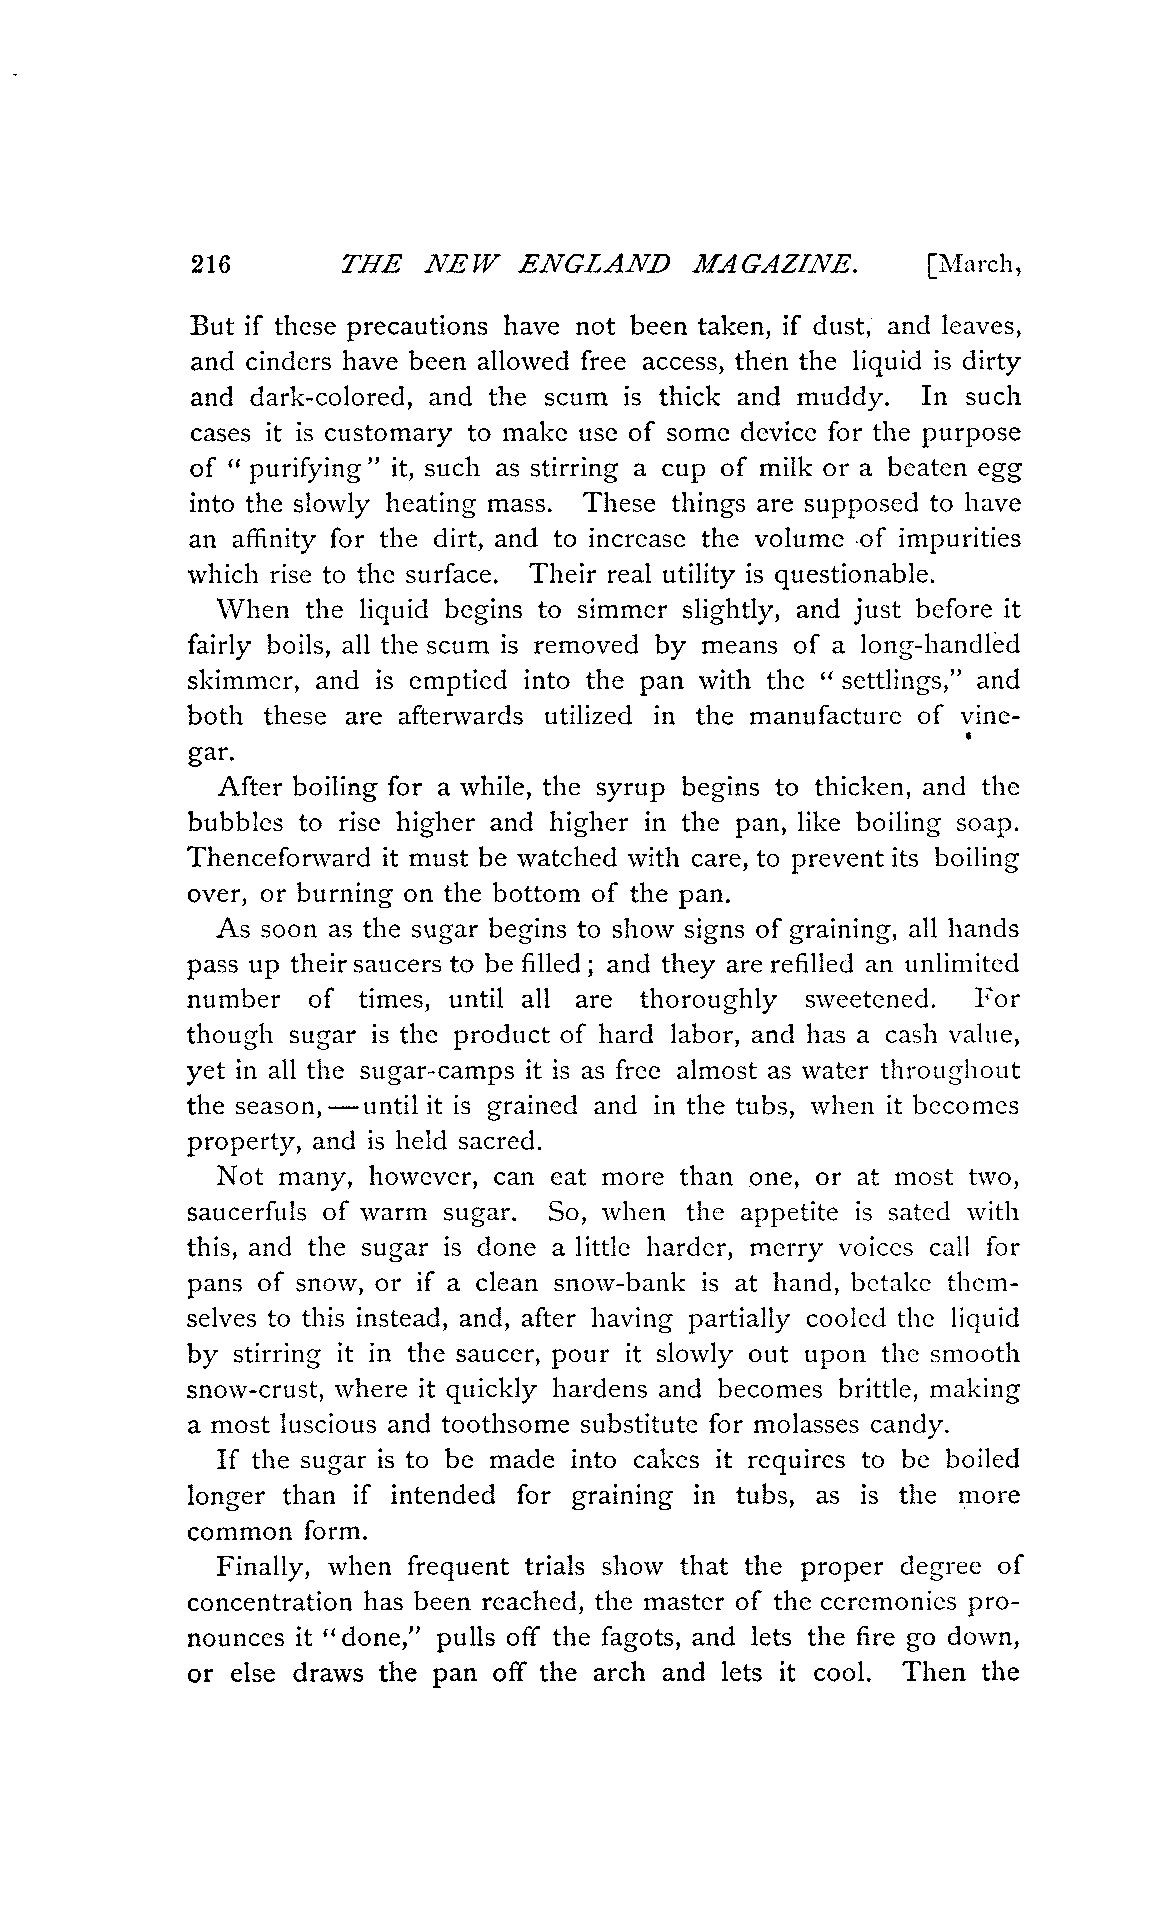 216 THE NEW ENGLAND MAGAZINE. [March,
But if these precautions have not been taken, if dust, and leaves,
and cinders have been allowed free access, then the liquid is dirty
and dark-colored, and the scum is thick and muddy. In such
cases it is customary to make use of some device for the purpose
of “ purifying ” it, such as stirring a cup of milk or a beaten egg
into the slowly heating mass. These things are supposed to have
an affinity for the dirt, and to increase the volume of impurities
which rise to the surface. Their real utility is questionable.
When the liquid begins to simmer slightly, and just before it
fairly boils, all the scum is removed by means of a long-handled
skimmer, and is emptied into the pan with the “ settlings,” and
both these are afterwards utilized in the manufacture of vine-
gar.
After boiling for a while, the syrup begins to thicken, and the
bubbles to rise higher and higher in the pan, like boiling soap.
Thenceforward it must be watched with care, to prevent its boiling
over, or burning on the bottom of the pan.
As soon as the sugar begins to show signs of graining, all hands
pass up their saucers to be filled ; and they are refilled an unlimited
number of times, until all are thoroughly sweetened. For
though sugar is the product of hard labor, and has a cash value,
yet in all the sugar-camps it is as free almost as water throughout
the season, — until it is grained and in the tubs, when it becomes
property, and is held sacred.
Not many, however, can eat more than one, or at most two,
saucerfuls of warm sugar. So, when the appetite is sated with
this, and the sugar is done a little harder, merry voices call for
pans of snow, or if a clean snow-bank is at hand, betake them-
selves to this instead, and, after having partially cooled the liquid
by stirring it in the saucer, pour it slowly out upon the smooth
snow-crust, where it quickly hardens and becomes brittle, making
a most luscious and toothsome substitute for molasses candy.
If the sugar is to be made into cakes it requires to be boiled
longer than if intended for graining in tubs, as is the more
common form.
Finally, when frequent trials show that the proper degree of
concentration has been reached, the master of the ceremonies pro-
nounces it “done,” pulls off the fagots, and lets the fire go down,
or else draws the pan off the arch and lets it cool. Then the